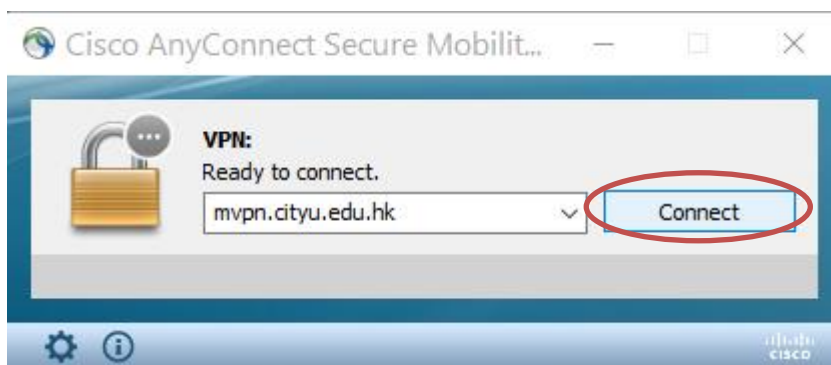 Cisco AnyConnect Secure Mobilit...
VPN:
Ready to connect.
mvpn.cityu.edu.hk
Connect
CISCO